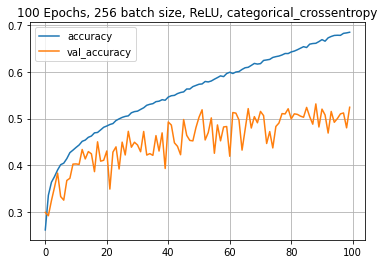 100 Epochs, 256 batch size, ReLU, categorical_crossentropy
0.7
accuracy
val_accuracy
0.6
0.5
0.4
0.3
0 20 40 60 80 100